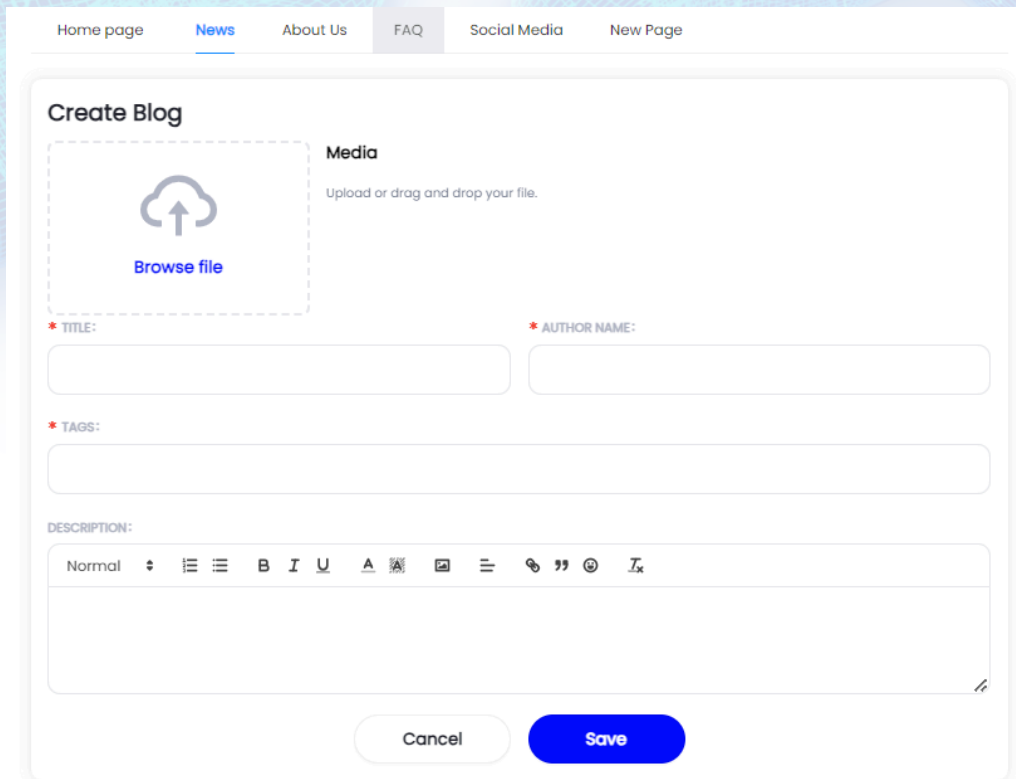 Home page News About Us FAQ Social Media New Page
Create Blog
Media
Upload or drag and drop your file.
Browse file
* TITLE:
* AUTHOR NAME:
* TAGS:
DESCRIPTION:
Normal
Cancel Save